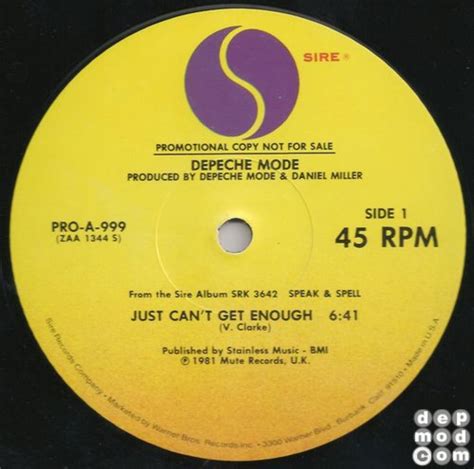 SIRE ®
PROMOTIONAL COPY NOT FOR SALE
DEPECHE MODE
PRODUCED BY DEPECHE MODE & DANIEL MILLER
PRO-A-999
(ZAA 1344 S)
SIDE 1
45 RPM
From the Sire Album SRK 3642 SPEAK & SPELL
JUST CAN'T GET ENOUGH 6:41
(V. Clarke)
Published by Stainless Music - BMI
℗ 1981 Mute Records, U.K.
Sire Records Company • Marketed by Warner Bros. Records Inc. • 3300 Warner Blvd. • Burbank, Calif. 91510 • Made in U.S.A.
dep
mod
com